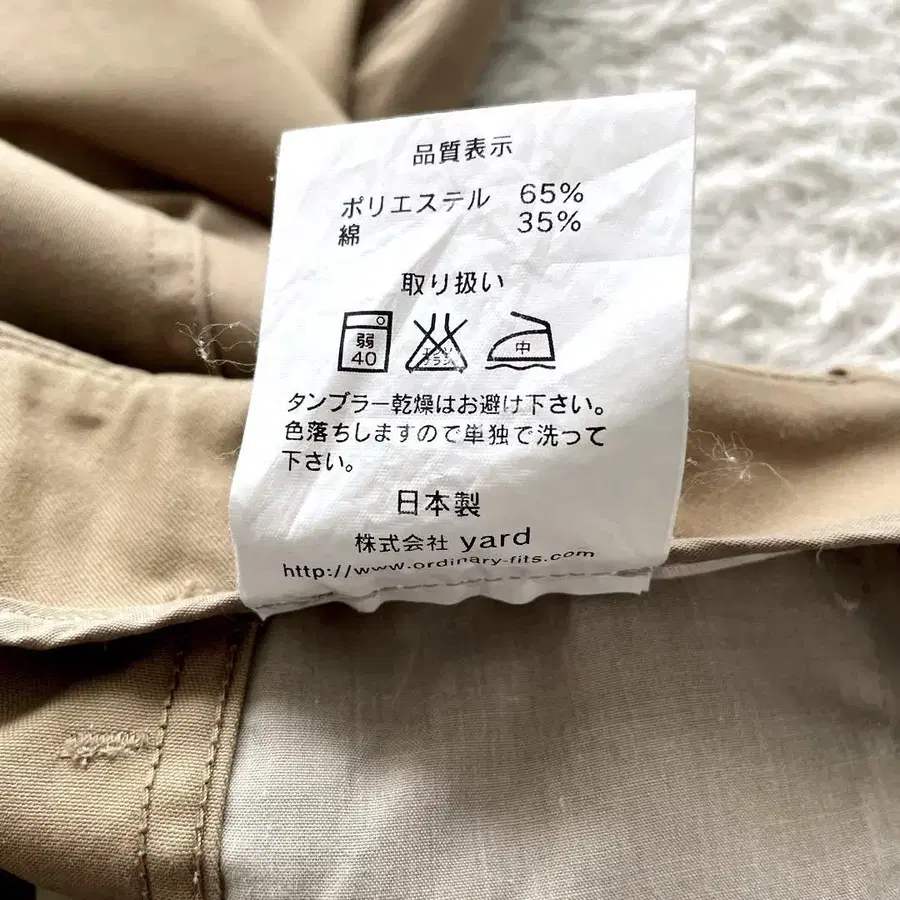 品質表示
ポリエステル 65%
綿 35%
取り扱い
弱 中
40
タンブラー乾燥はお避け下さい。
色落ちしますので単独で洗って
下さい。
日本製
株式会社 yard
http://www.ordinary-fits.com